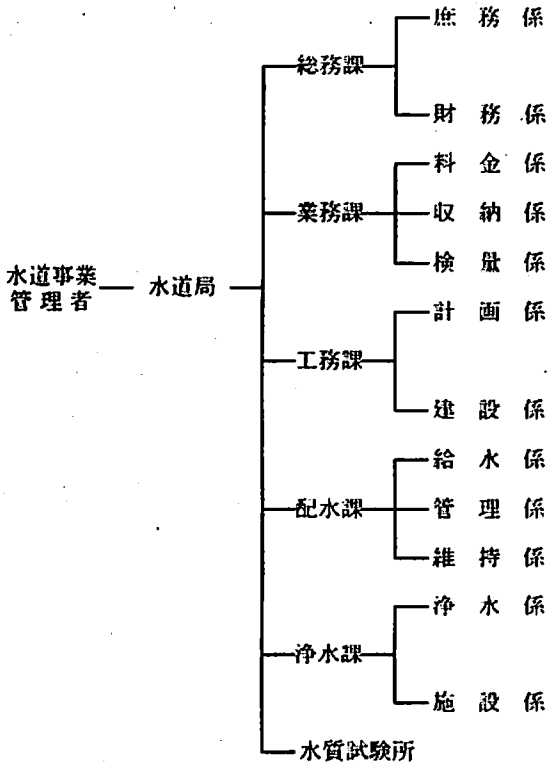 庶務係
総務課
財務係
料金係
業務課
収納係
検量係
水道事業
管理者
水道局
計画係
工務課
建設係
給水係
配水課
管理係
維持係
浄水係
浄水課
施設係
水質試験所